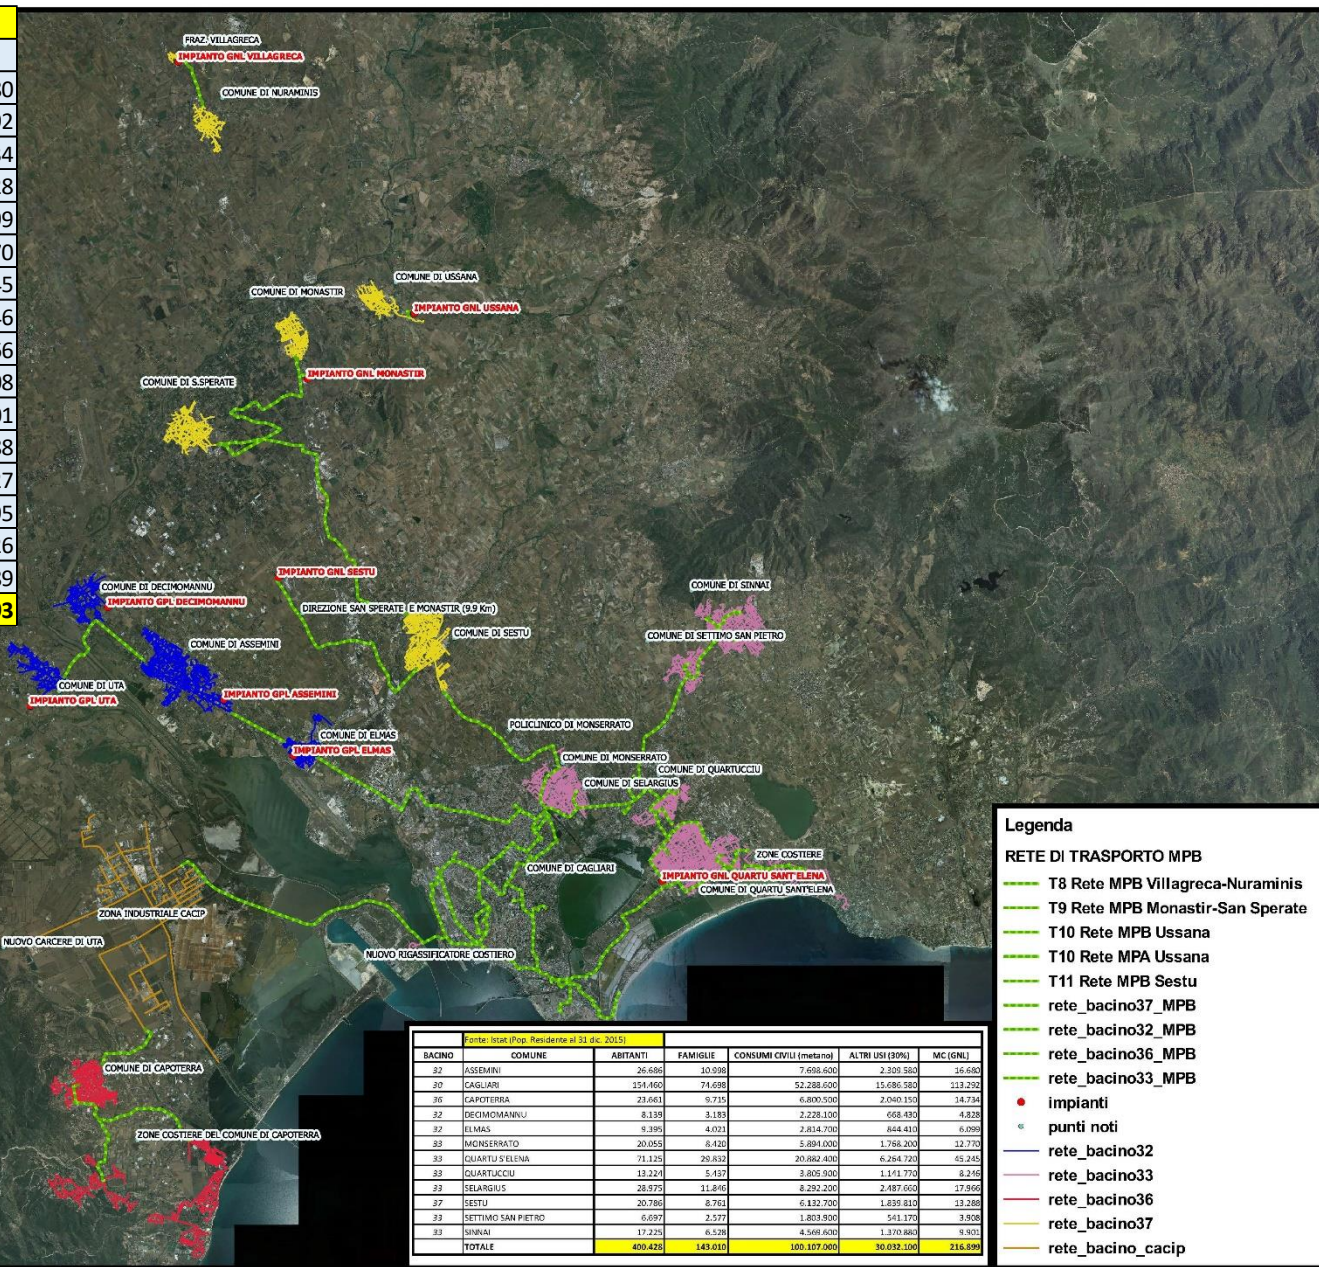 FRAZ. VILLAGRECA
IMPIANTO GNL VILLAGRECA
COMUNE DI NURAMINIS
COMUNE DI USSANA
COMUNE DI MONASTIR
IMPIANTO GNL USSANA
IMPIANTO GNL MONASTIR
COMUNE DI S.SPERATE
IMPIANTO GNL SESTU
COMUNE DI DECIMOMANNU
IMPIANTO GPL DECIMOMANNU
COMUNE DI SINNAI
DIREZIONE SAN SPERATE E MONASTIR (9.9 Km)
COMUNE DI SESTU
COMUNE DI SETTIMO SAN PIETRO
COMUNE DI ASSEMINI
COMUNE DI UTA
IMPIANTO GPL UTA
IMPIANTO GPL ASSEMINI
POLICLINICO DI MONSERRATO
COMUNE DI ELMAS
IMPIANTO GPL ELMAS
COMUNE DI MONSERRATO
COMUNE DI QUARTUCCIU
COMUNE DI SELARGIUS
ZONE COSTIERE
COMUNE DI CAGLIARI
IMPIANTO GNL QUARTU SANT'ELENA
COMUNE DI QUARTU SANT'ELENA
ZONA INDUSTRIALE CACIP
NUOVO CARCERE DI UTA
NUOVO RIGASSIFICATORE COSTIERO
COMUNE DI CAPOTERRA
ZONE COSTIERE DEL COMUNE DI CAPOTERRA
Fonte: Istat (Pop. Residente al 31 dic. 2015)
BACINO COMUNE ABITANTI FAMIGLIE CONSUMI CIVILI (metano) ALTRI USI (30%) MC (GNL)
32 ASSEMINI 26.686 10.998 7.698.600 2.309.580 16.680
30 CAGLIARI 154.460 74.698 52.288.600 15.686.580 113.292
36 CAPOTERRA 23.661 9.715 6.800.500 2.040.150 14.734
32 DECIMOMANNU 8.139 3.183 2.228.100 668.430 4.828
32 ELMAS 9.395 4.021 2.814.700 844.410 6.099
33 MONSERRATO 20.055 8.420 5.894.000 1.768.200 12.770
33 QUARTU S'ELENA 71.125 29.832 20.882.400 6.264.720 45.245
33 QUARTUCCIU 13.224 5.437 3.805.900 1.141.770 8.246
33 SELARGIUS 28.975 11.846 8.292.200 2.487.660 17.966
37 SESTU 20.786 8.761 6.132.700 1.839.810 13.288
33 SETTIMO SAN PIETRO 6.697 2.577 1.803.900 541.170 3.908
33 SINNAI 17.225 6.528 4.569.600 1.370.880 9.901
TOTALE 400.428 143.010 100.107.000 30.032.100 216.899
Legenda
RETE DI TRASPORTO MPB
T8 Rete MPB Villagreca-Nuraminis
T9 Rete MPB Monastir-San Sperate
T10 Rete MPB Ussana
T10 Rete MPA Ussana
T11 Rete MPB Sestu
rete_bacino37_MPB
rete_bacino32_MPB
rete_bacino36_MPB
rete_bacino33_MPB
impianti
punti noti
rete_bacino32
rete_bacino33
rete_bacino36
rete_bacino37
rete_bacino_cacip